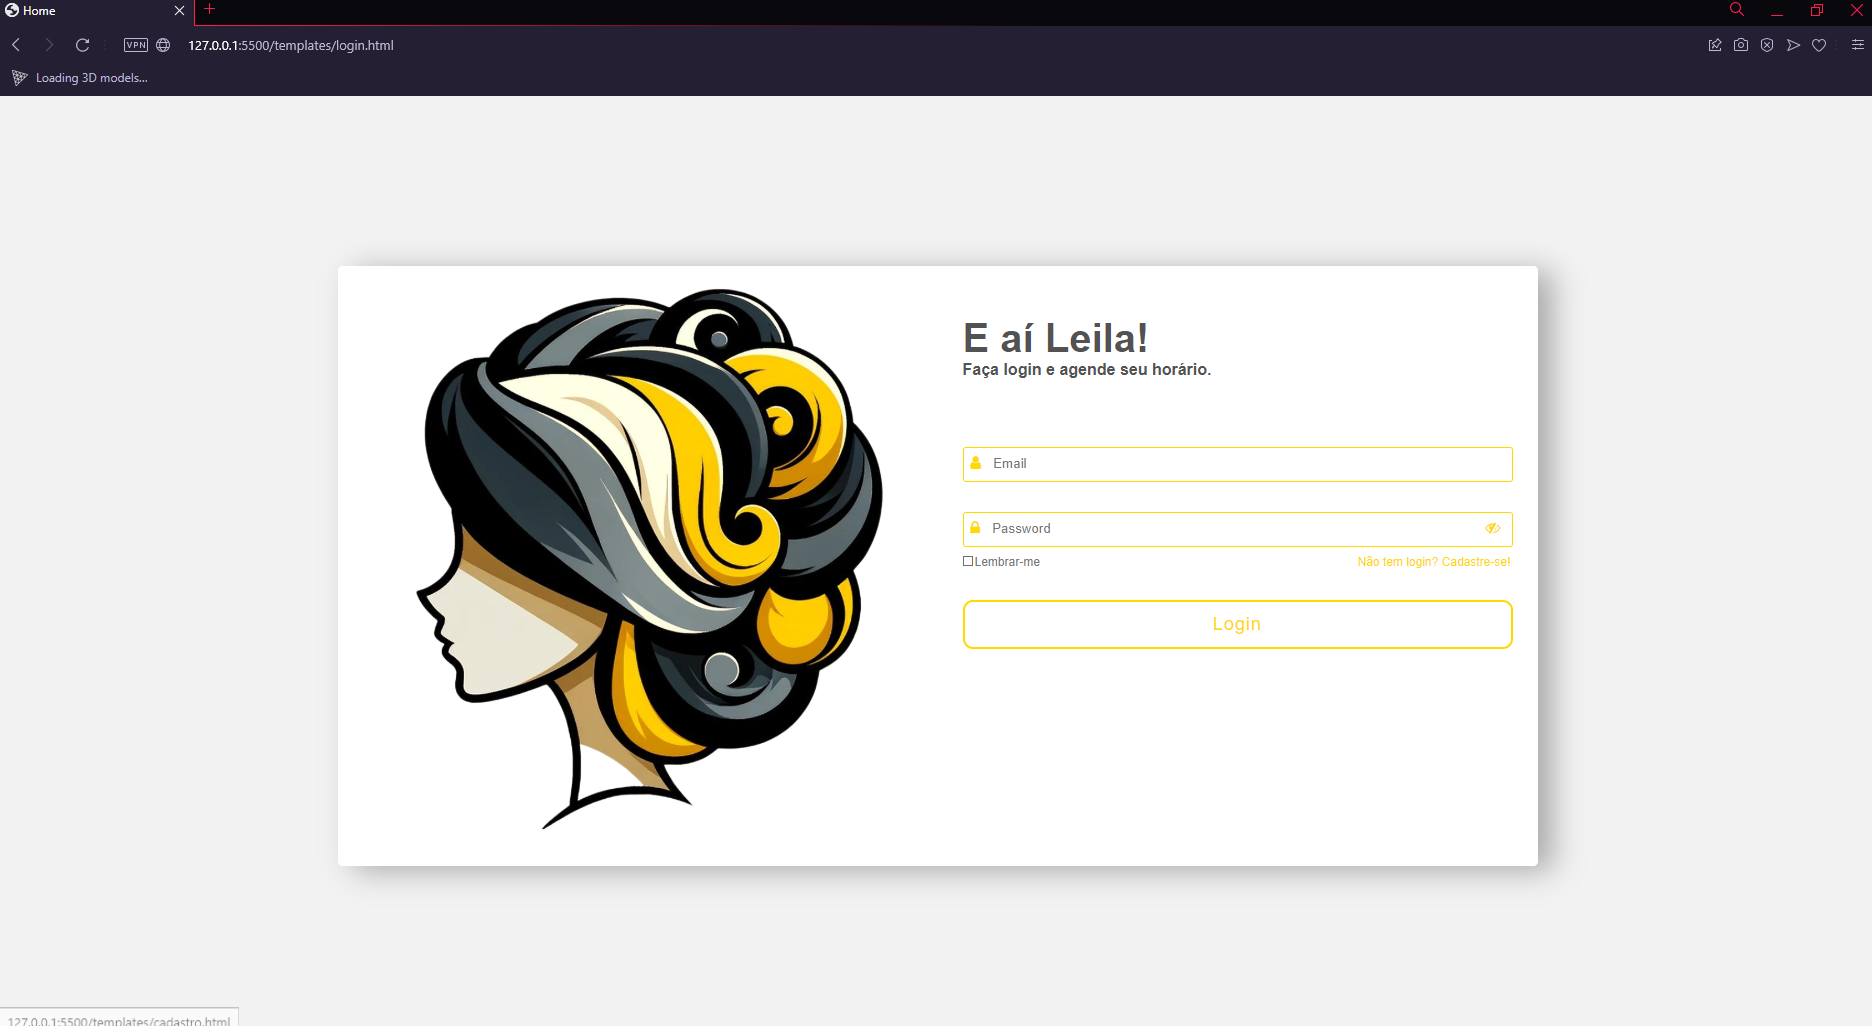 Home
VPN
127.0.0.1:5500/templates/login.html
Loading 3D models...
E aí Leila!
Faça login e agende seu horário.
Email
Password
Lembrar-me
Não tem login? Cadastre-se!
Login
127.0.0.1:5500/templates/cadastro.html